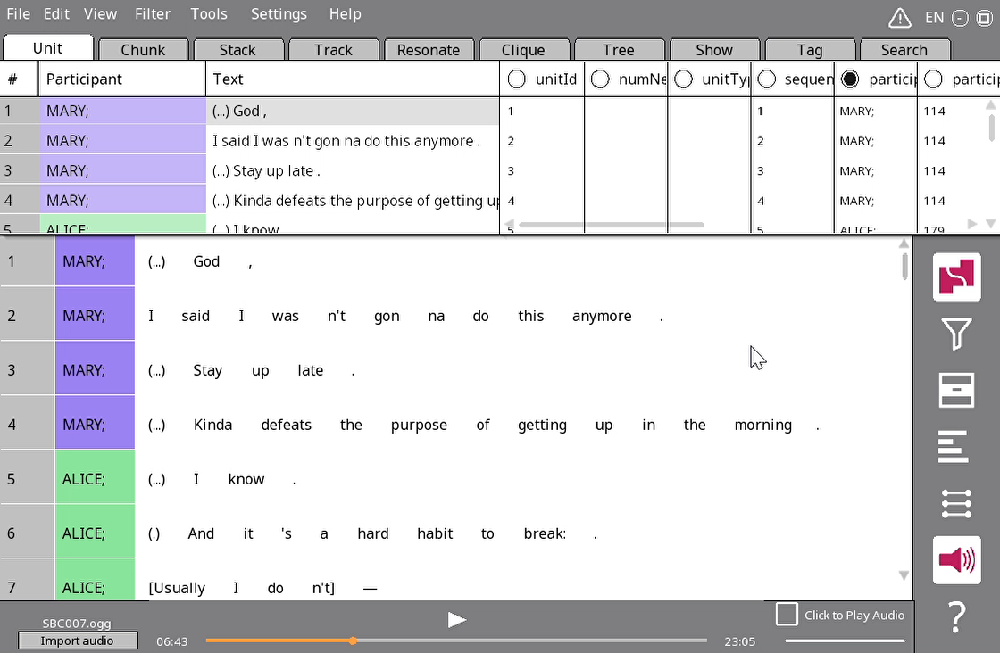 File Edit View Filter Tools Settings Help EN
Unit Chunk Stack Track Resonate Clique Tree Show Tag Search
# Participant Text unitId numNe unitTy sequen particip particip
1 MARY; (...) God , 1 1 MARY; 114
2 MARY; I said I was n't gon na do this anymore . 2 2 MARY; 114
3 MARY; (...) Stay up late . 3 3 MARY; 114
4 MARY; (...) Kinda defeats the purpose of getting up 4 4 MARY; 114
5 ALICE; (...) I know 5 5 ALICE; 179
1 MARY; (...) God ,
2 MARY; I said I was n't gon na do this anymore .
3 MARY; (...) Stay up late .
4 MARY; (...) Kinda defeats the purpose of getting up in the morning .
5 ALICE; (...) I know .
6 ALICE; (.) And it 's a hard habit to break: .
7 ALICE; [Usually I do n't] —
SBC007.ogg Click to Play Audio
Import audio 06:43 23:05